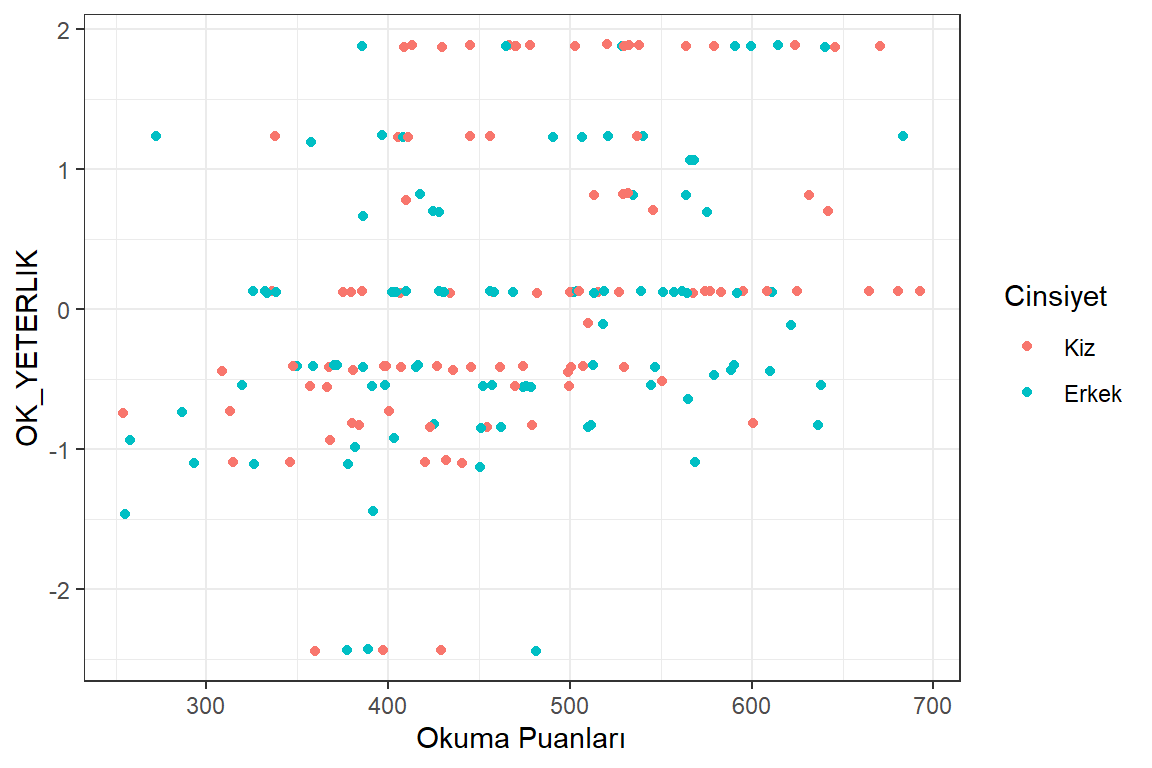 2
1
0
-1
-2
OK_YETERLIK
300 400 500 600 700
Okuma Puanları
Cinsiyet
Kiz
Erkek